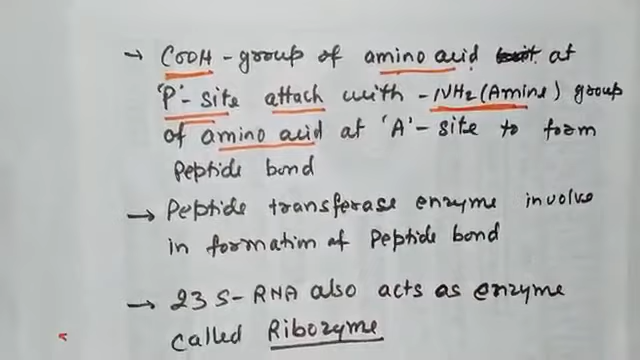 → COOH - group of amino acid at
'P'- site attach with - NH2 (Amine) group
of amino acid at 'A' - site to form
Peptide bond
→ Peptide transferase enzyme involve
in formation of Peptide bond
→ 23 S - RNA also acts as enzyme
called Ribozyme